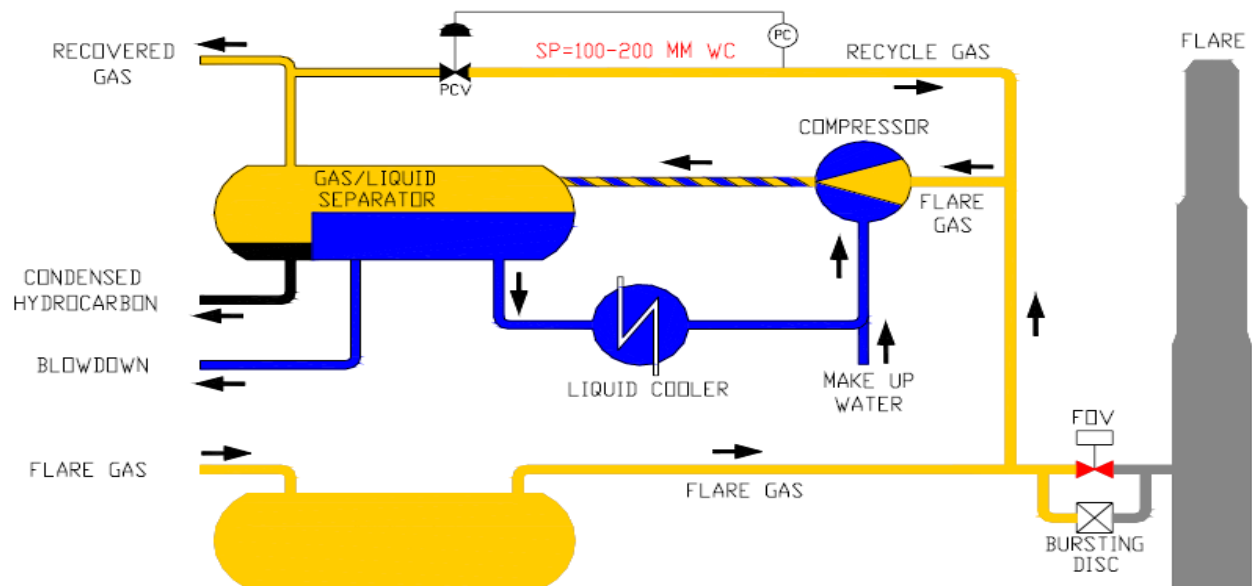 RECOVERED
GAS
SP=100-200 MM WC
PC
RECYCLE GAS
FLARE
PCV
COMPRESSOR
GAS/LIQUID
SEPARATOR
FLARE
GAS
CONDENSED
HYDROCARBON
BLOWDOWN
LIQUID COOLER
MAKE UP
WATER
FOV
FLARE GAS
FLARE GAS
BURSTING
DISC